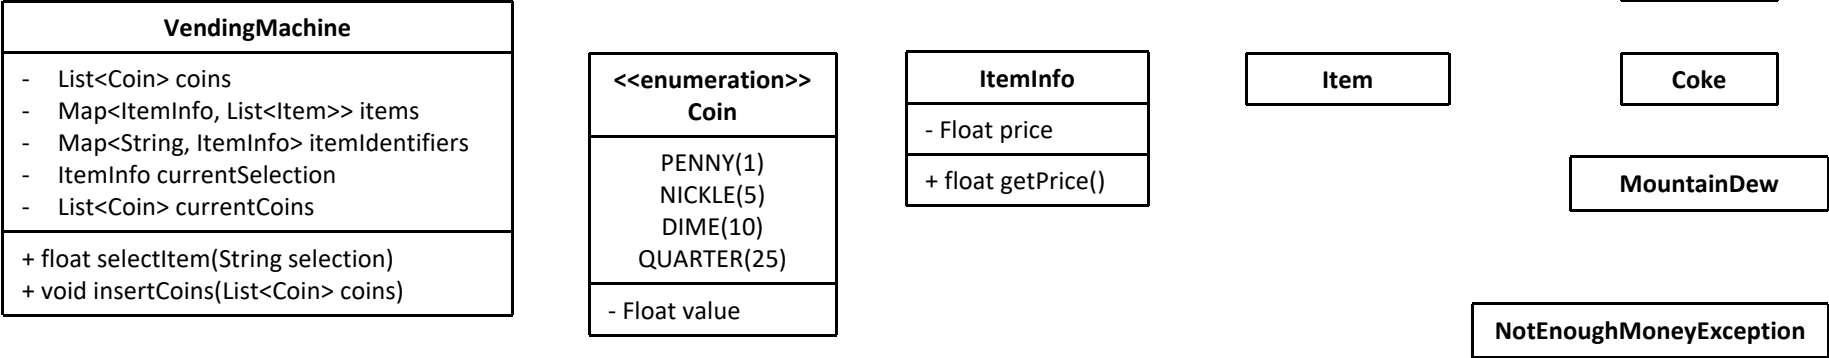 VendingMachine
- List<Coin> coins
- Map<ItemInfo, List<Item>> items
- Map<String, ItemInfo> itemIdentifiers
- ItemInfo currentSelection
- List<Coin> currentCoins
+ float selectItem(String selection)
+ void insertCoins(List<Coin> coins)
<<enumeration>>
Coin
PENNY(1)
NICKLE(5)
DIME(10)
QUARTER(25)
- Float value
ItemInfo
- Float price
+ float getPrice()
Item
Coke
MountainDew
NotEnoughMoneyException